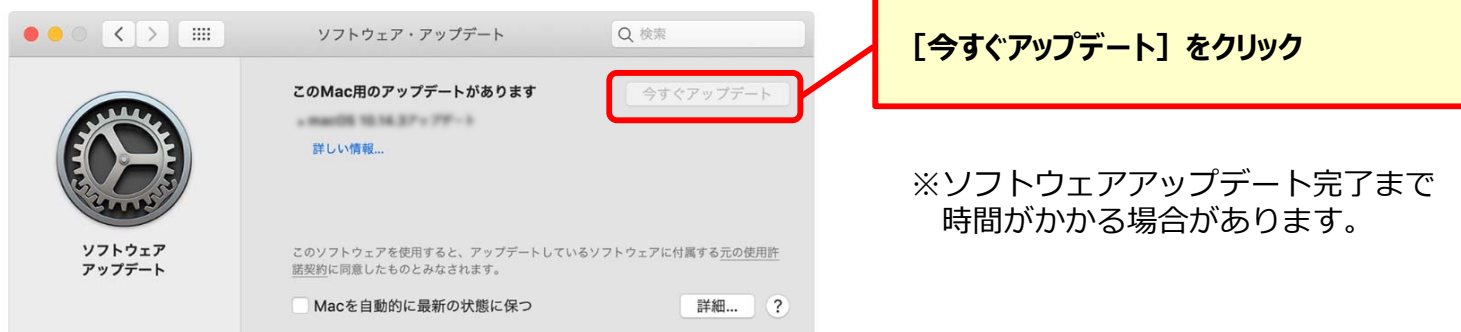 ソフトウェア・アップデート
検索
このMac用のアップデートがあります
今すぐアップデート
詳しい情報...
ソフトウェア
アップデート
このソフトウェアを使用すると、アップデートしているソフトウェアに付属する元の使用許
諾契約に同意したものとみなされます。
Macを自動的に最新の状態に保つ
詳細...
?
[今すぐアップデート] をクリック
※ソフトウェアアップデート完了まで
時間がかかる場合があります。